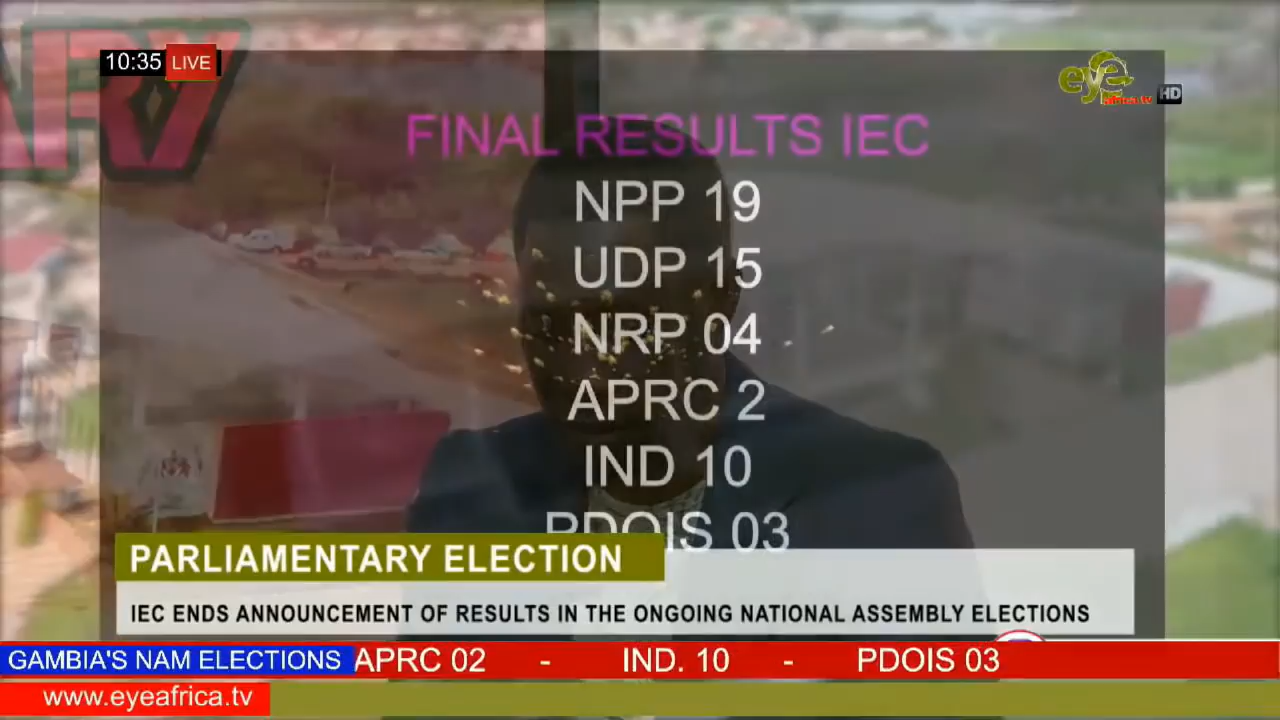 10:35 LIVE
eye
africa tv HD
FINAL RESULTS IEC
NPP 19
UDP 15
NRP 04
APRC 2
IND 10
PDOIS 03
PARLIAMENTARY ELECTION
IEC ENDS ANNOUNCEMENT OF RESULTS IN THE ONGOING NATIONAL ASSEMBLY ELECTIONS
GAMBIA'S NAM ELECTIONS APRC 02 - IND. 10 - PDOIS 03
www.eyeafrica.tv